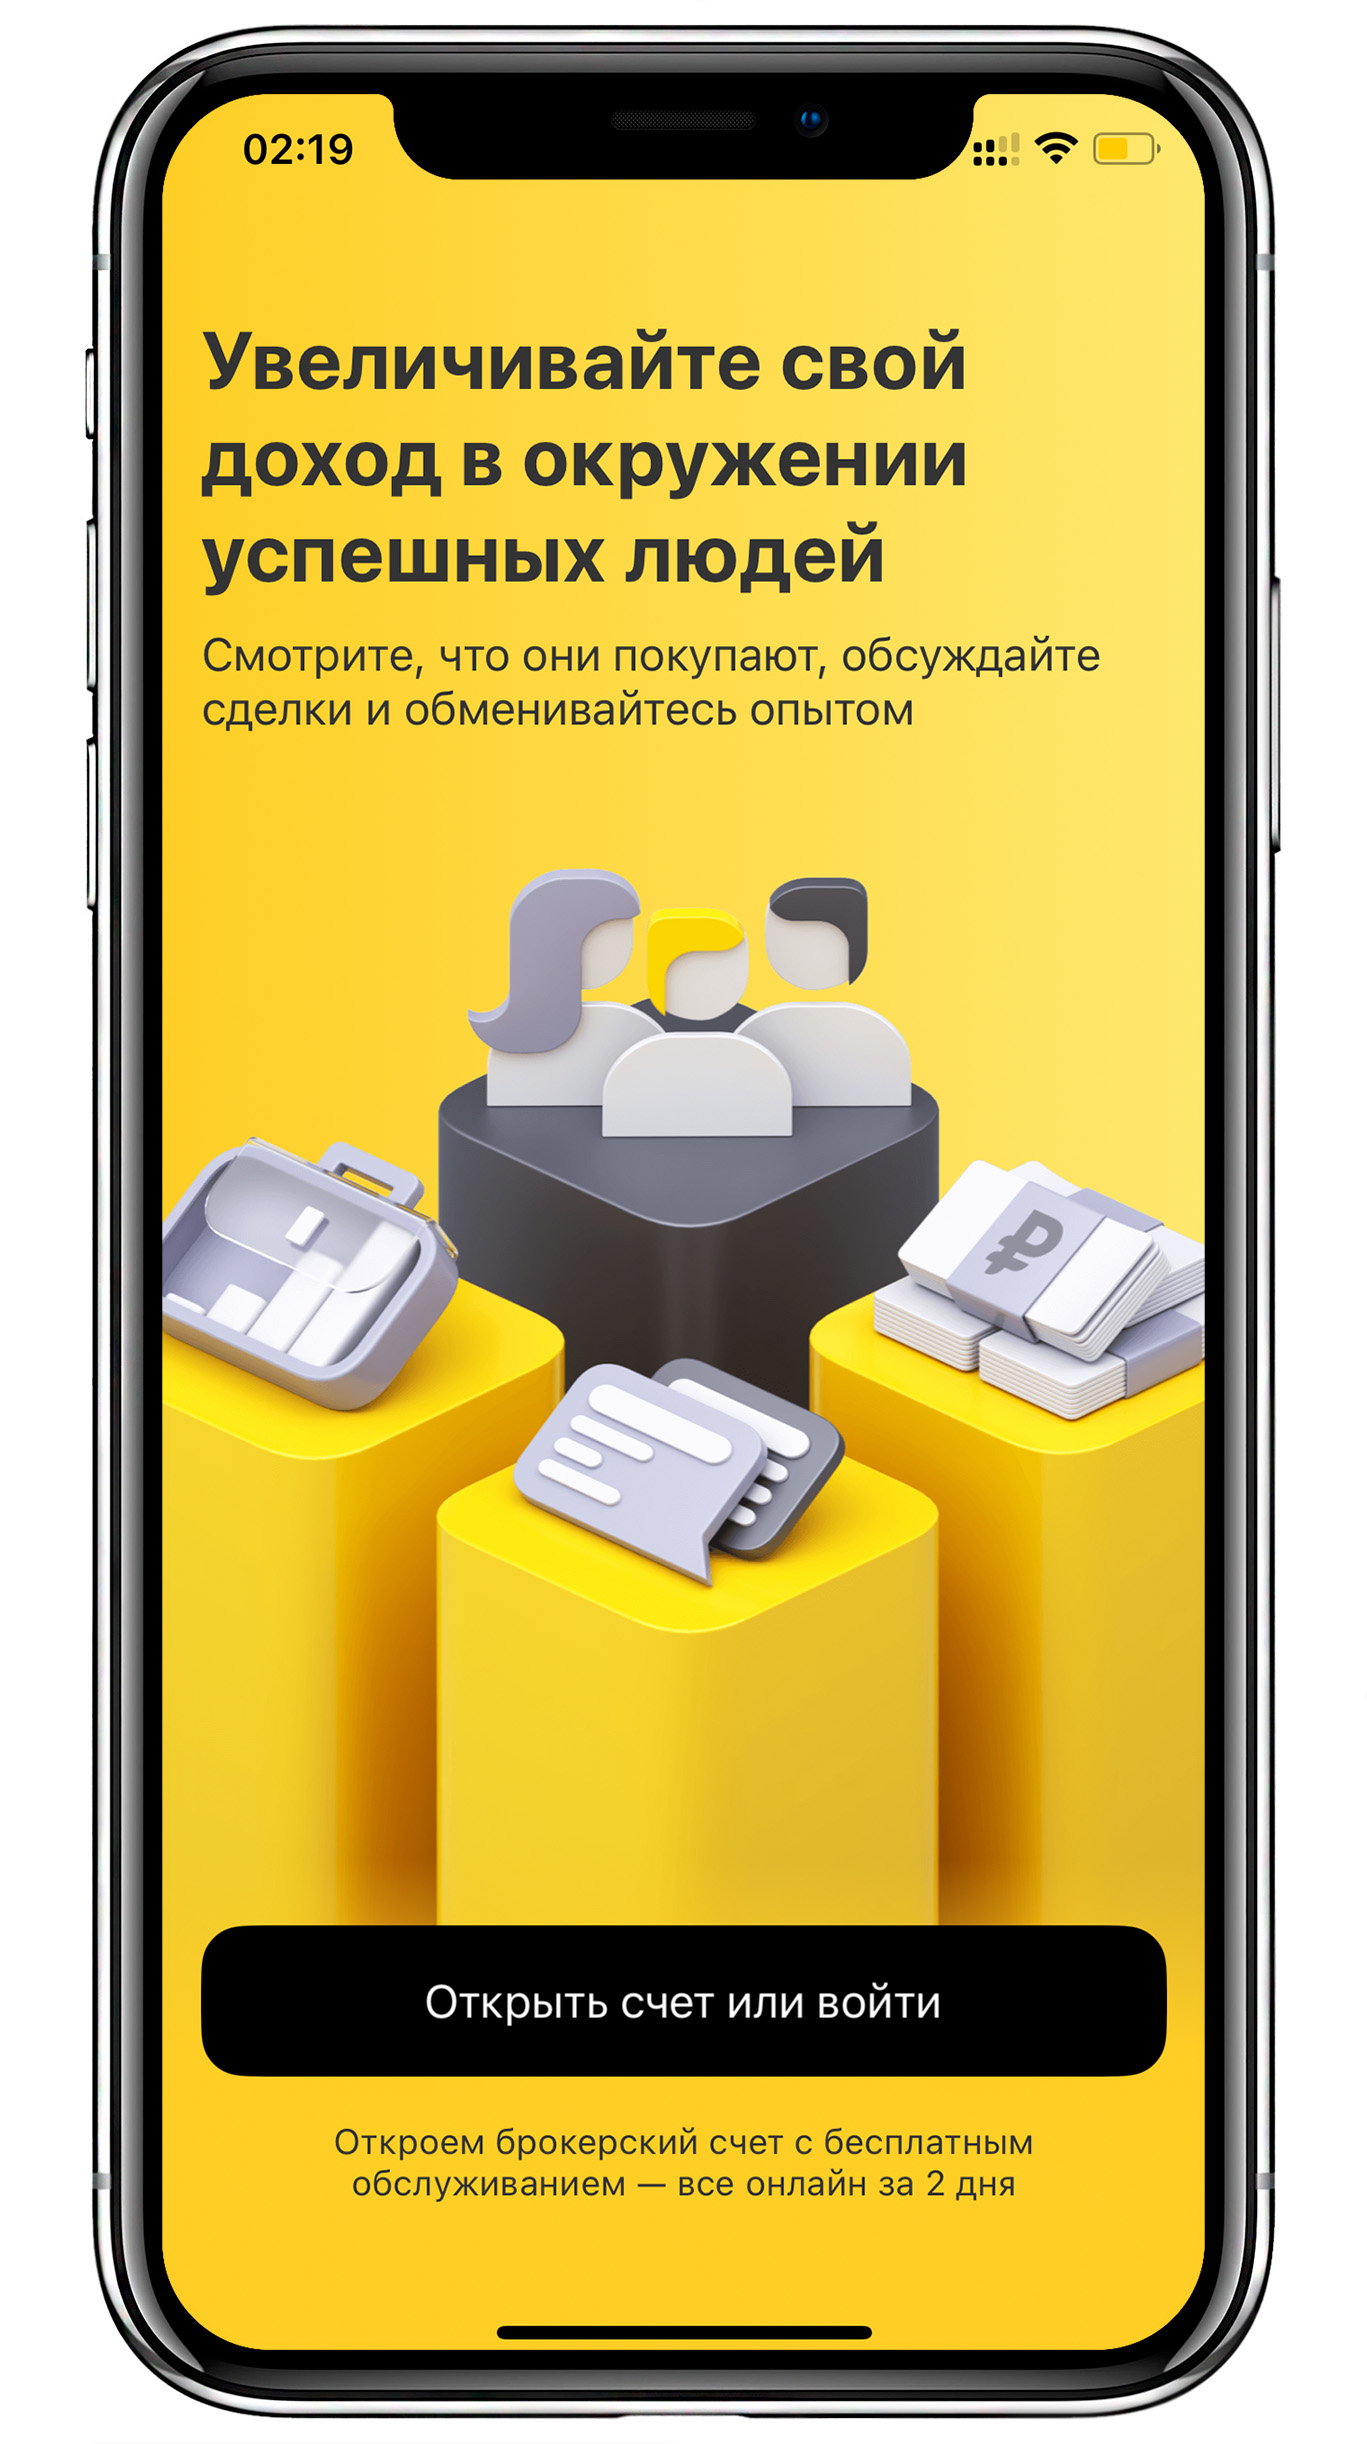 02:19
Увеличивайте свой
доход в окружении
успешных людей
Смотрите, что они покупают, обсуждайте
сделки и обменивайтесь опытом
₽
Открыть счет или войти
Откроем брокерский счет с бесплатным
обслуживанием — все онлайн за 2 дня